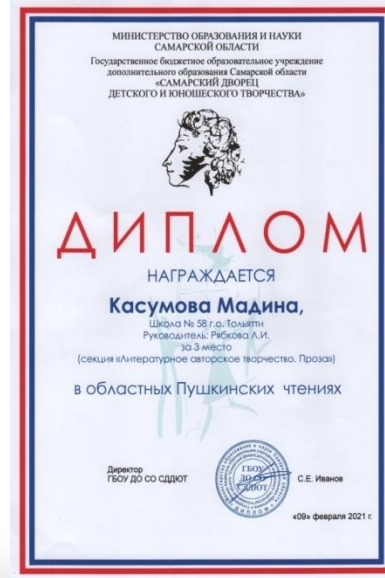 МИНИСТЕРСТВО ОБРАЗОВАНИЯ И НАУКИ
САМАРСКОЙ ОБЛАСТИ
Государственное бюджетное образовательное учреждение
дополнительного образования Самарской области
«САМАРСКИЙ ДВОРЕЦ
ДЕТСКОГО И ЮНОШЕСКОГО ТВОРЧЕСТВА»
ДИПЛОМ
НАГРАЖДАЕТСЯ
Касумова Мадина,
Школа № 58 г.о. Тольятти
Руководитель: Рябкова Л.И.
за 3 место
(секция «Литературное авторское творчество. Проза»)
в областных Пушкинских чтениях
Директор
ГБОУ ДО СО СДДЮТ
ГБОУ
ДО СО
СДДЮТ
С.Е. Иванов
«09» февраля 2021 г.